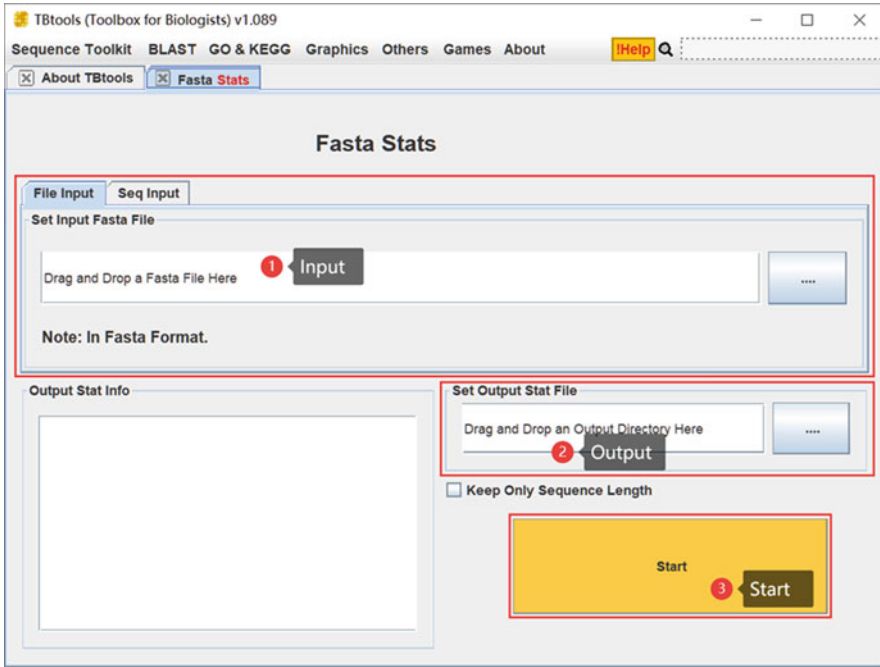 TBtools (Toolbox for Biologists) v1.089
Sequence Toolkit BLAST GO & KEGG Graphics Others Games About !Help
About TBtools Fasta Stats
Fasta Stats
File Input Seq Input
Set Input Fasta File
Drag and Drop a Fasta File Here
1 Input
....
Note: In Fasta Format.
Output Stat Info
Set Output Stat File
Drag and Drop an Output Directory Here
....
2 Output
Keep Only Sequence Length
Start
3 Start